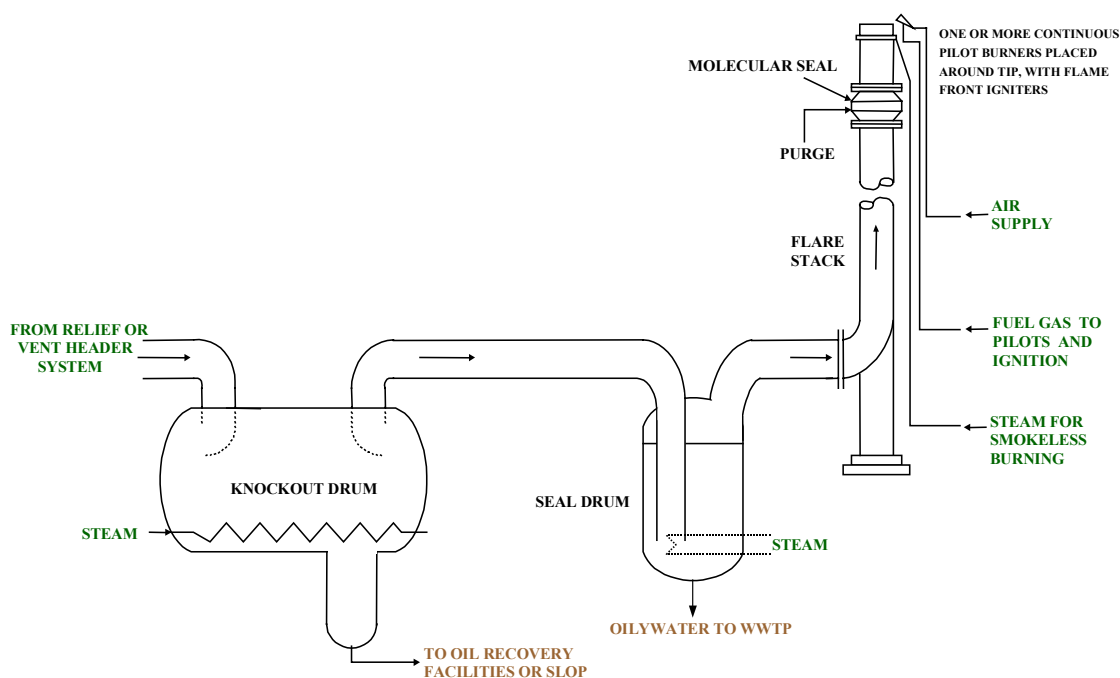 ONE OR MORE CONTINUOUS
PILOT BURNERS PLACED
AROUND TIP, WITH FLAME
FRONT IGNITERS
MOLECULAR SEAL
PURGE
AIR
SUPPLY
FLARE
STACK
FROM RELIEF OR
VENT HEADER
SYSTEM
FUEL GAS TO
PILOTS AND
IGNITION
STEAM FOR
SMOKELESS
BURNING
KNOCKOUT DRUM
SEAL DRUM
STEAM
STEAM
OILYWATER TO WWTP
TO OIL RECOVERY
FACILITIES OR SLOP